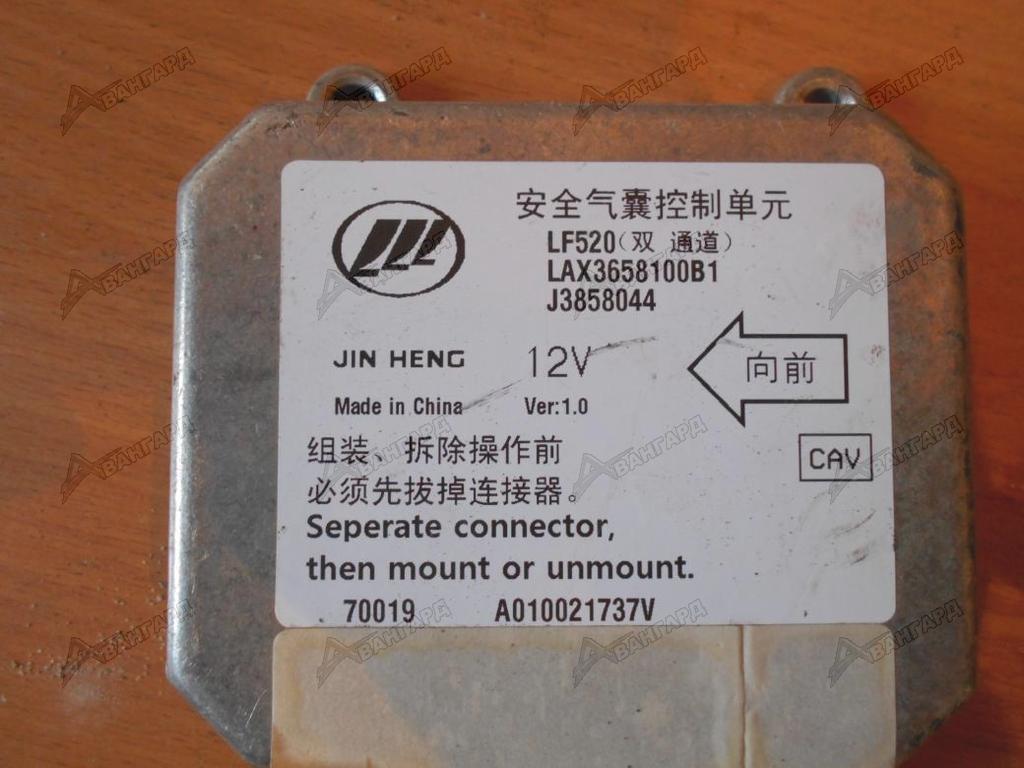 安全气囊控制单元
LF520（双 通道）
LAX3658100B1
J3858044
JIN HENG 12V
向前
Made in China Ver:1.0
CAV
组装、拆除操作前
必须先拔掉连接器。
Seperate connector,
then mount or unmount.
70019 A010021737V
АВАНГАРД